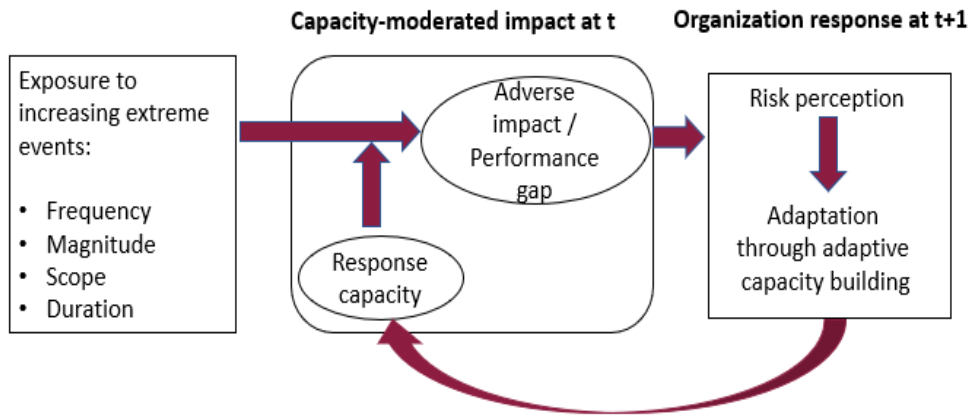 Capacity-moderated impact at t
Organization response at t+1
Exposure to
increasing extreme
events:
• Frequency
• Magnitude
• Scope
• Duration
Adverse
impact /
Performance
gap
Response
capacity
Risk perception
Adaptation
through adaptive
capacity building